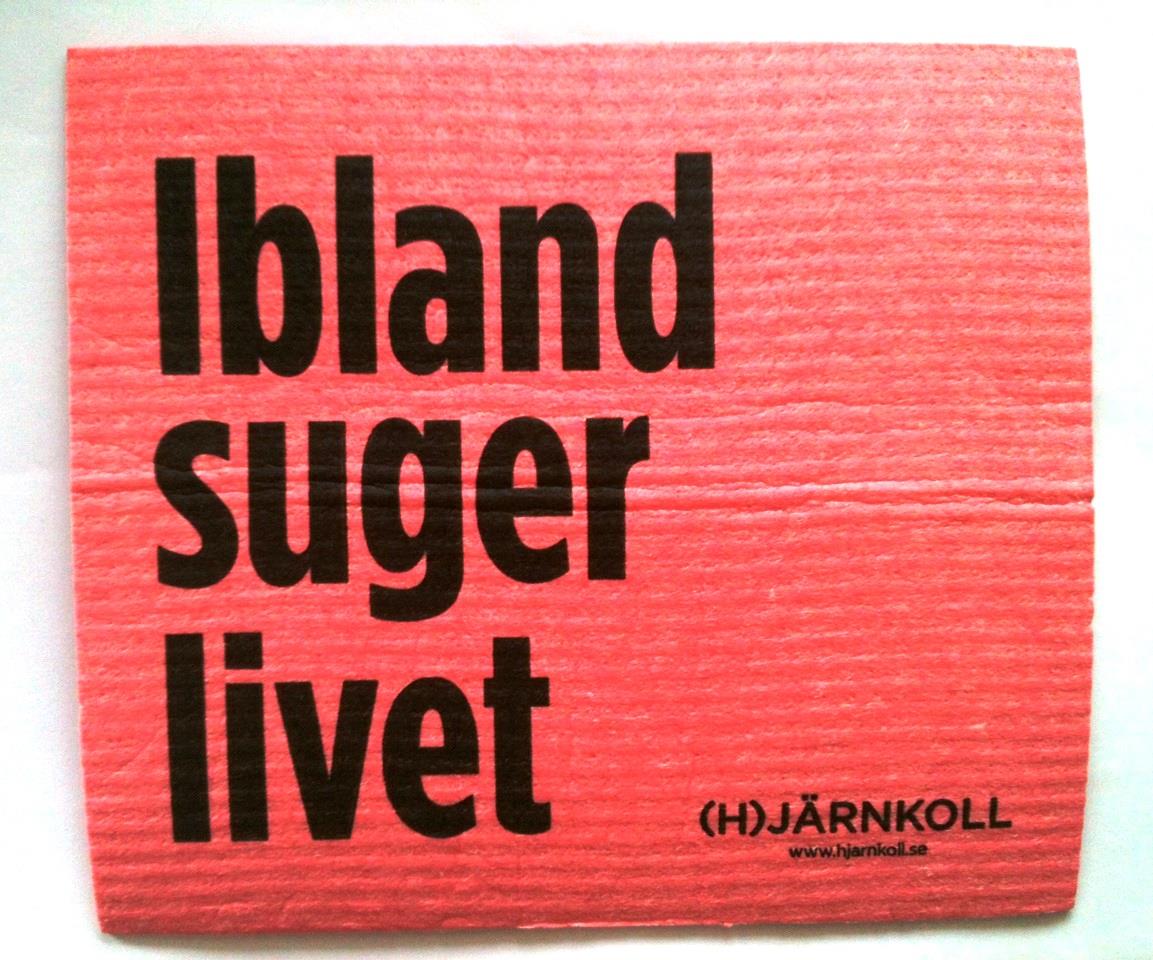 Ibland
suger
livet
(H)JÄRNKOLL
www.hjarnkoll.se